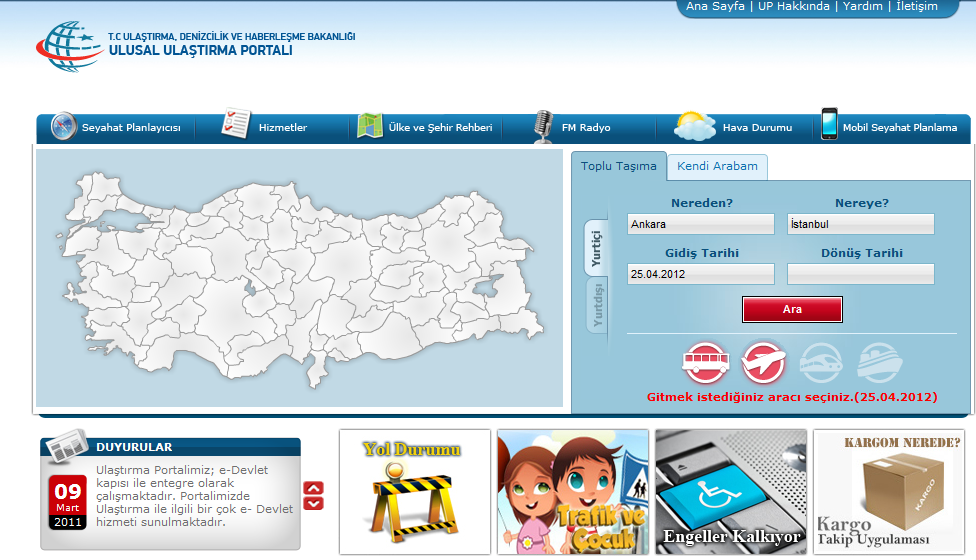 Ana Sayfa | UP Hakkında | Yardım | İletişim
T.C ULAŞTIRMA, DENİZCİLİK VE HABERLEŞME BAKANLIĞI
ULUSAL ULAŞTIRMA PORTALI
Seyahat Planlayıcısı
Hizmetler
Ülke ve Şehir Rehberi
FM Radyo
Hava Durumu
Mobil Seyahat Planlama
Toplu Taşıma
Kendi Arabam
Yurtiçi
Yurtdışı
Nereden?
Nereye?
Ankara
İstanbul
Gidiş Tarihi
Dönüş Tarihi
25.04.2012
Ara
Gitmek istediğiniz aracı seçiniz.(25.04.2012)
DUYURULAR
09
Mart
2011
Ulaştırma Portalimiz; e-Devlet
kapısı ile entegre olarak
çalışmaktadır. Portalimizde
Ulaştırma ile ilgili bir çok e- Devlet
hizmeti sunulmaktadır.
Yol Durumu
Trafik ve
Çocuk
Engeller Kalkıyor
KARGOM NEREDE?
KARGO
Kargo
Takip Uygulaması